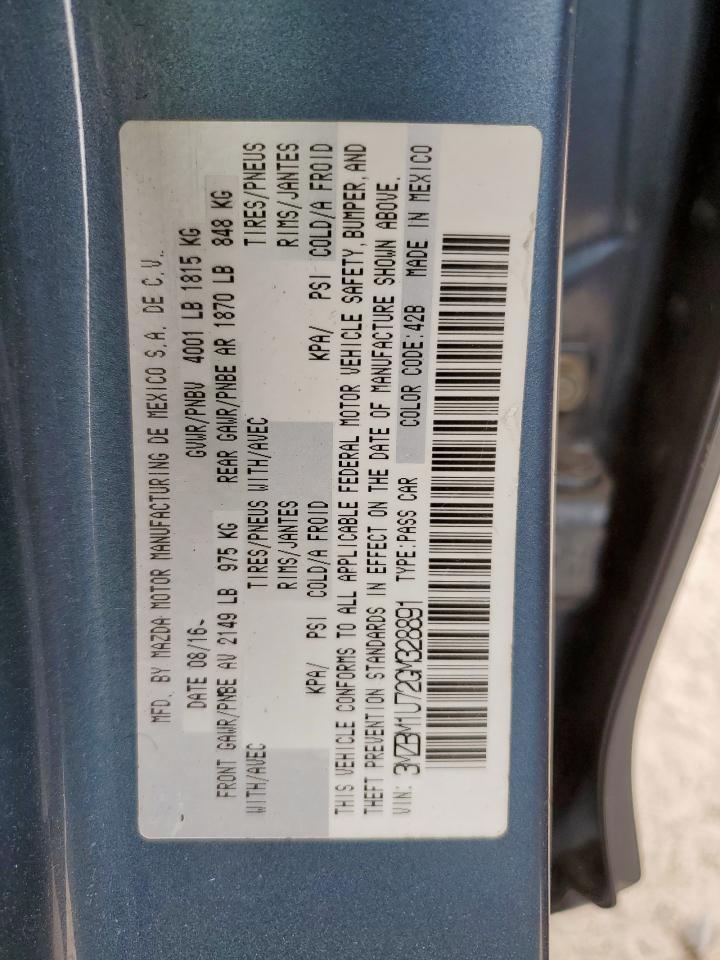 MFD. BY MAZDA MOTOR MANUFACTURING DE MEXICO S.A. DE C.V.
DATE 08/16 GVWR/PNBV 4001 LB 1815 KG
FRONT GAWR/PNBE AV 2149 LB 975 KG REAR GAWR/PNBE AR 1870 LB 848 KG
WITH/AVEC TIRES/PNEUS WITH/AVEC TIRES/PNEUS
RIMS/JANTES RIMS/JANTES
KPA/ PSI COLD/A FROID KPA/ PSI COLD/A FROID
THIS VEHICLE CONFORMS TO ALL APPLICABLE FEDERAL MOTOR VEHICLE SAFETY, BUMPER, AND
THEFT PREVENTION STANDARDS IN EFFECT ON THE DATE OF MANUFACTURE SHOWN ABOVE.
VIN: 3MZBM1U72GM328891 TYPE: PASS CAR COLOR CODE: 42B MADE IN MEXICO